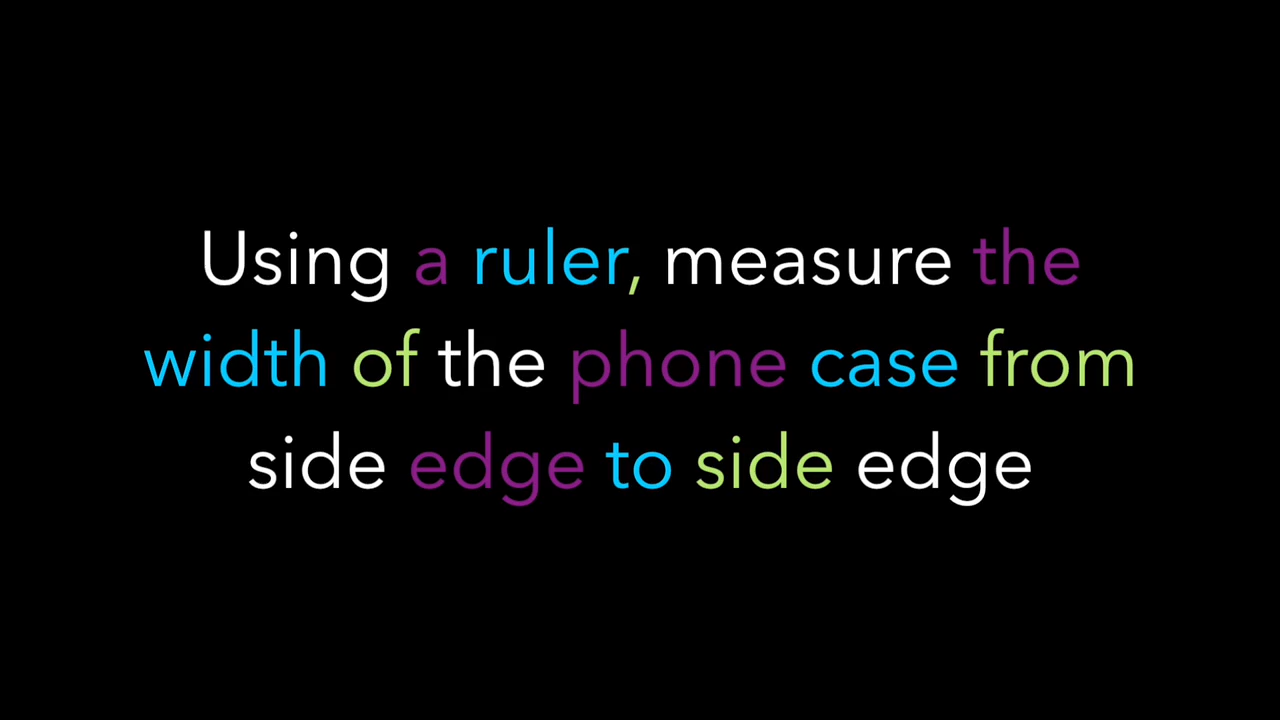 Using a ruler, measure the
width of the phone case from
side edge to side edge